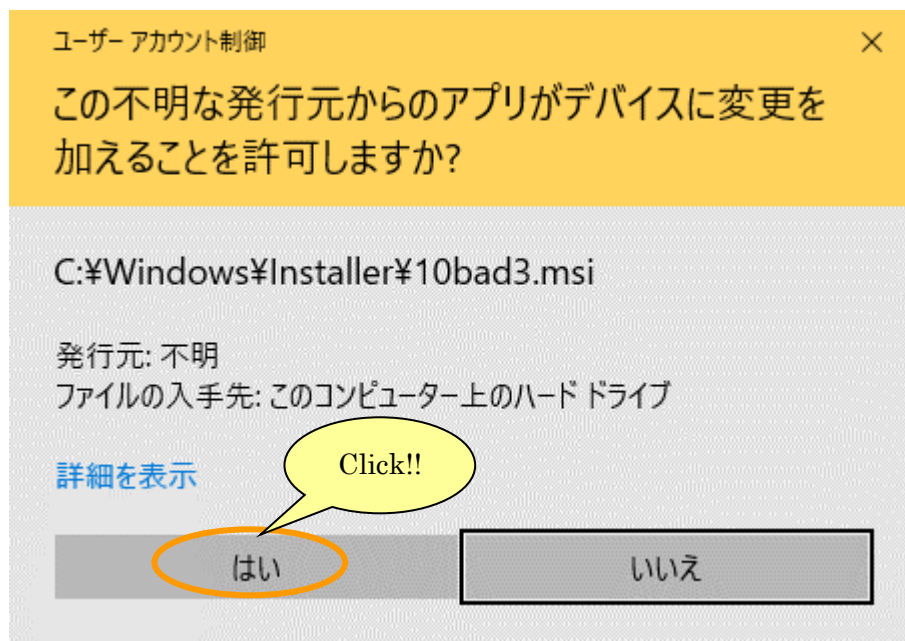 ユーザー アカウント制御
×
この不明な発行元からのアプリがデバイスに変更を
加えることを許可しますか?
C:¥Windows¥Installer¥10bad3.msi
発行元: 不明
ファイルの入手先: このコンピューター上のハード ドライブ
Click!!
詳細を表示
はい
いいえ